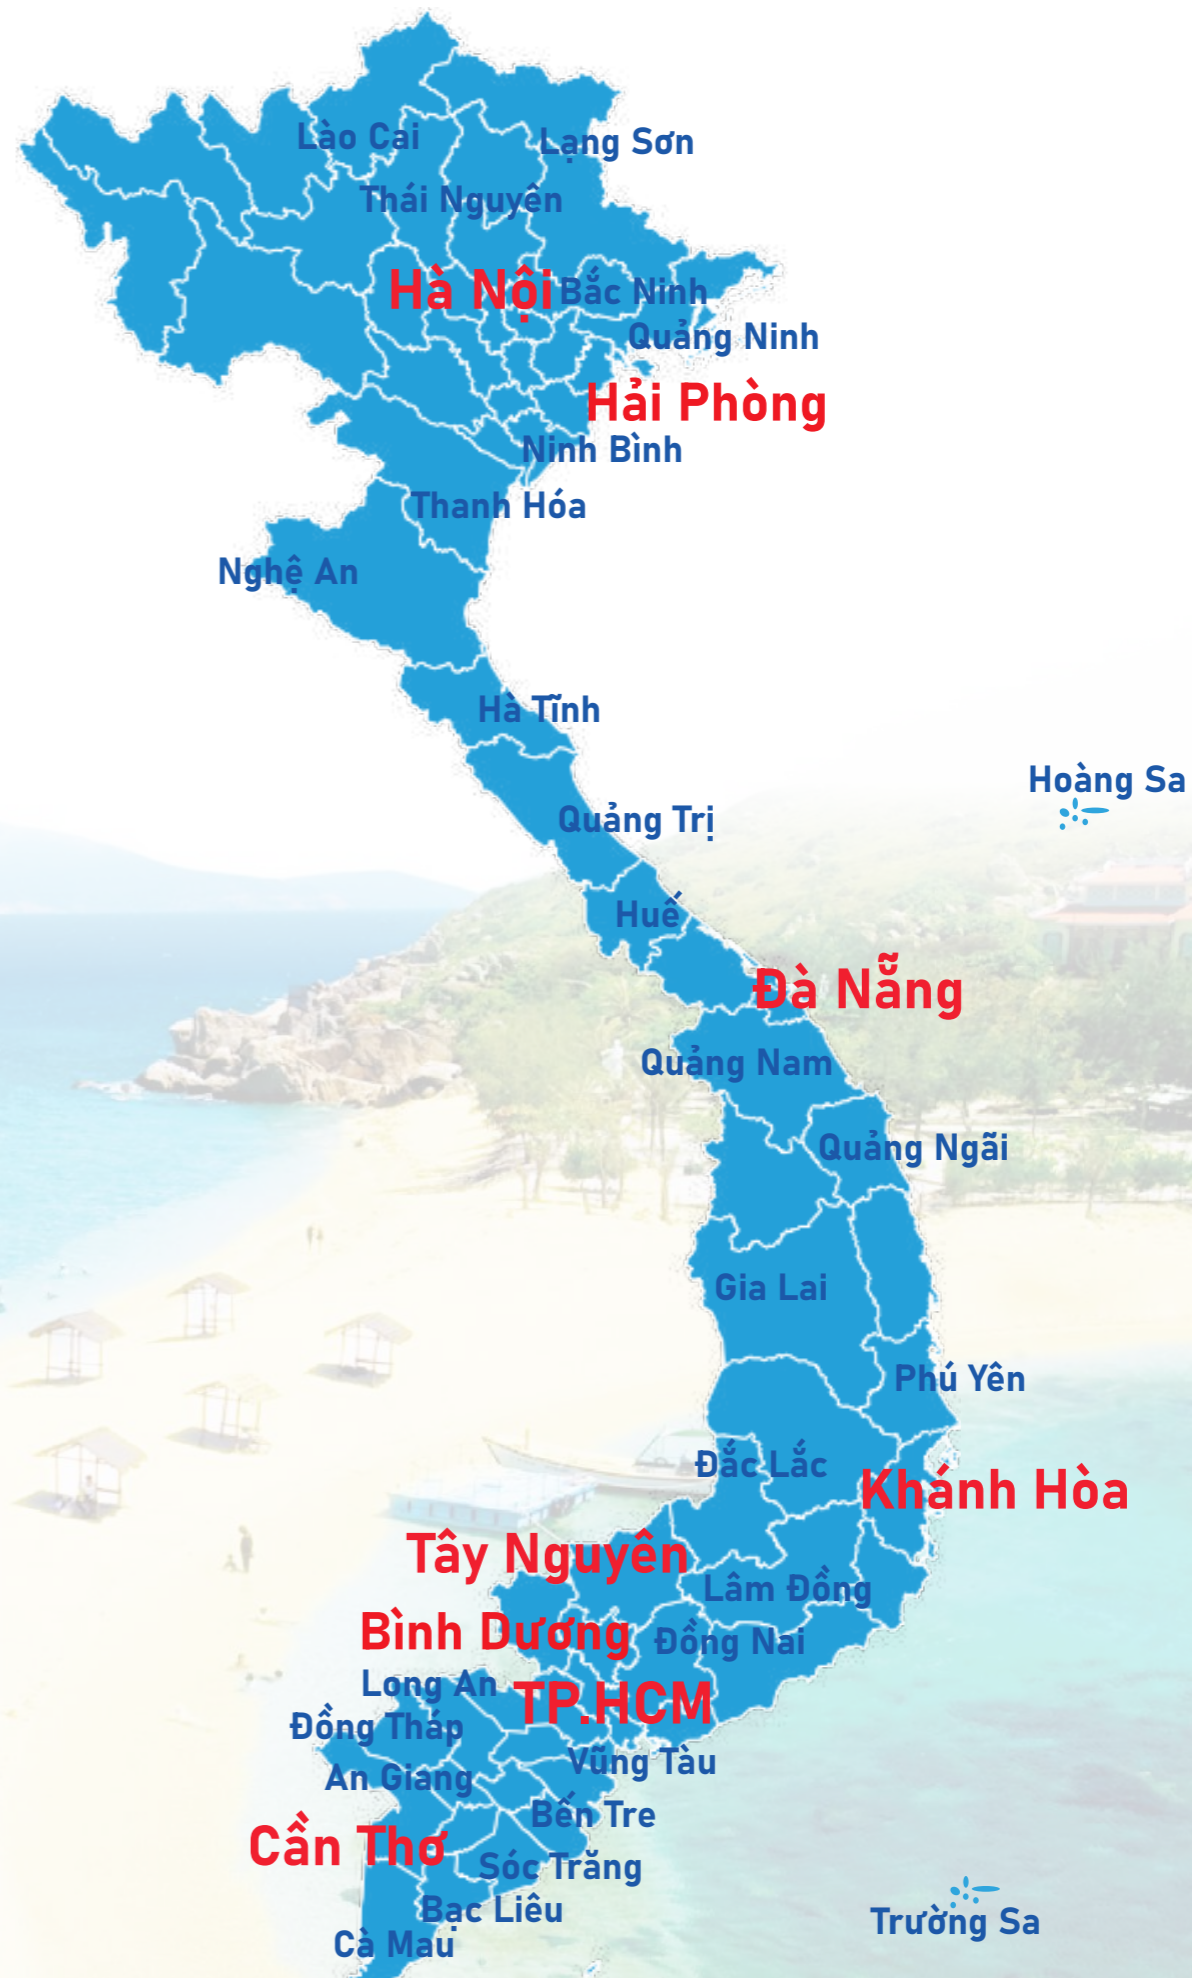 Lào Cai
Lạng Sơn
Thái Nguyên
Hà Nội
Bắc Ninh
Quảng Ninh
Hải Phòng
Ninh Bình
Thanh Hóa
Nghệ An
Hà Tĩnh
Hoàng Sa
Quảng Trị
Huế
Đà Nẵng
Quảng Nam
Quảng Ngãi
Gia Lai
Phú Yên
Đắc Lắc
Khánh Hòa
Tây Nguyên
Lâm Đồng
Bình Dương
Đồng Nai
Long An
TP.HCM
Đồng Tháp
Vũng Tàu
An Giang
Bến Tre
Cần Thơ
Sóc Trăng
Bạc Liêu
Trường Sa
Cà Mau